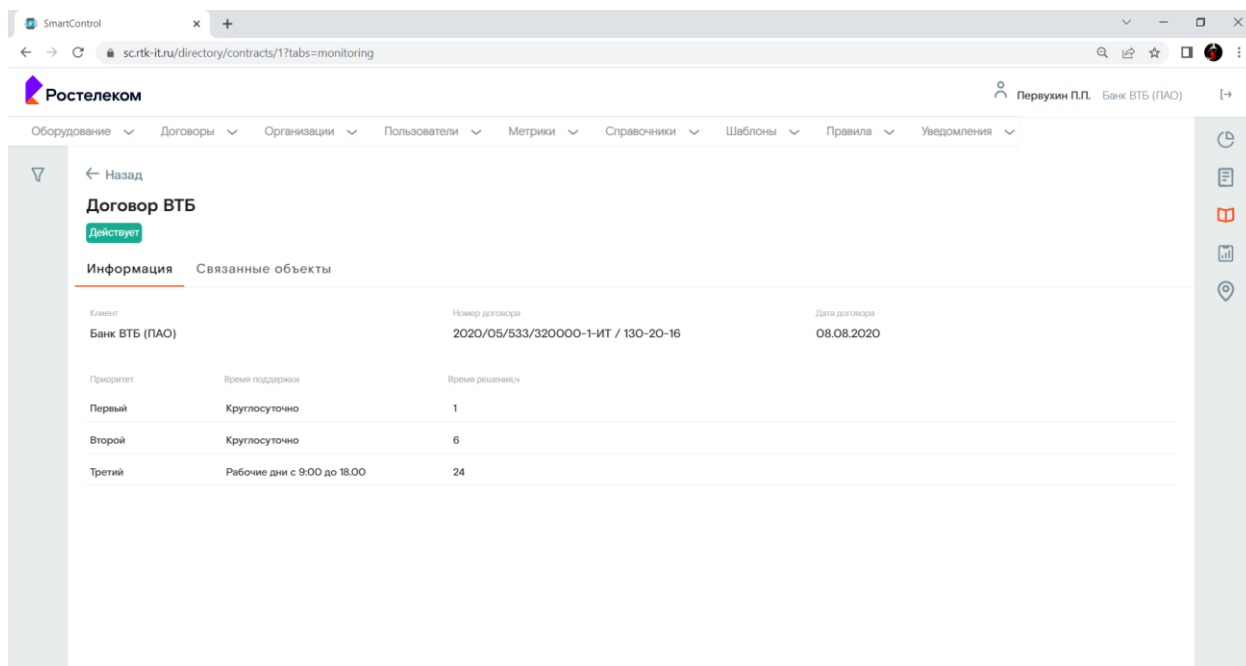 SmartControl
sc.rtk-it.ru/directory/contracts/1?tabs=monitoring
Ростелеком
Первухин П.П. Банк ВТБ (ПАО)
Оборудование Договоры Организации Пользователи Метрики Справочники Шаблоны Правила Уведомления
Назад
Договор ВТБ
Действует
Информация Связанные объекты
Клиент Номер договора Дата договора
Банк ВТБ (ПАО) 2020/05/533/320000-1-ИТ / 130-20-16 08.08.2020
Приоритет Время поддержки Время решения,ч
Первый Круглосуточно 1
Второй Круглосуточно 6
Третий Рабочие дни с 9:00 до 18.00 24